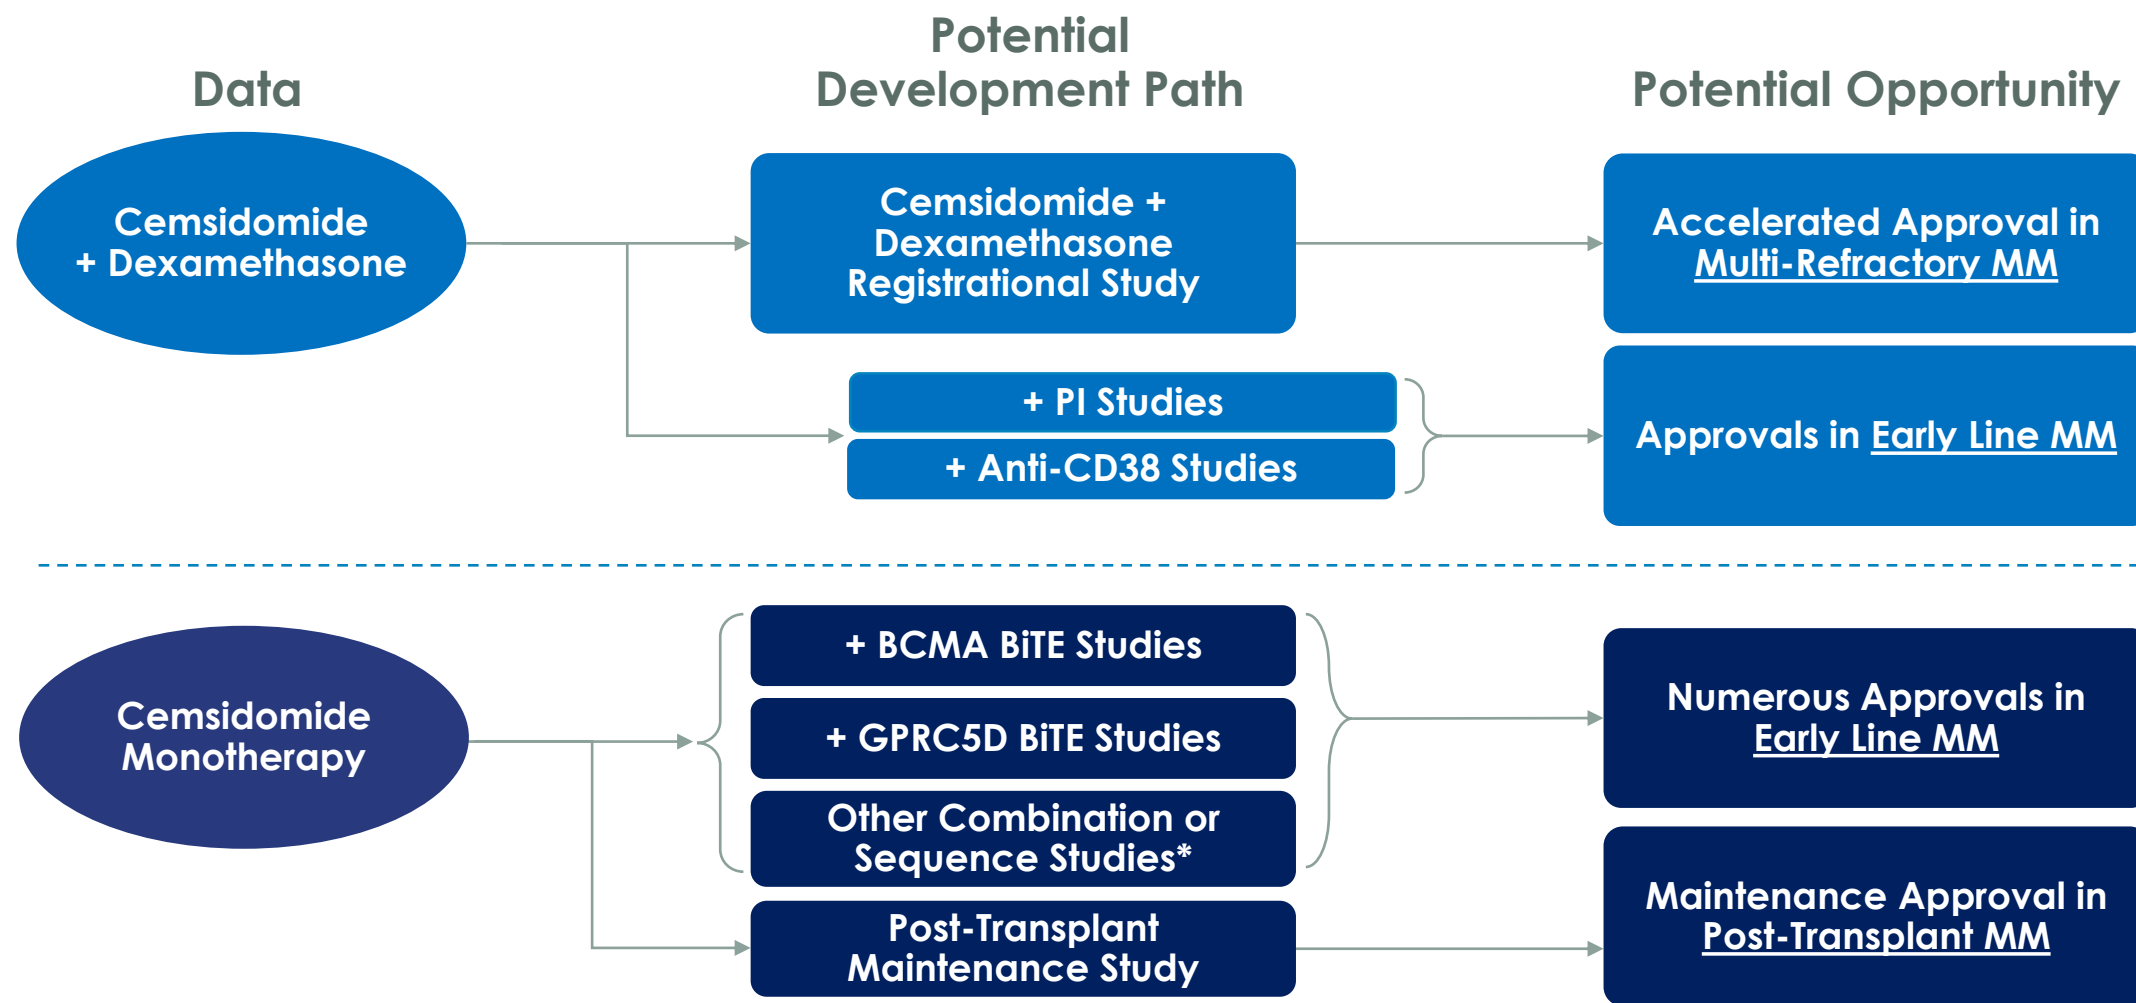 Data
Potential
Development Path
Potential Opportunity
Cemsidomide
+ Dexamethasone
Cemsidomide +
Dexamethasone
Registrational Study
Accelerated Approval in
Multi-Refractory MM
+ PI Studies
+ Anti-CD38 Studies
Approvals in Early Line MM
Cemsidomide
Monotherapy
+ BCMA BiTE Studies
+ GPRC5D BiTE Studies
Other Combination or
Sequence Studies*
Numerous Approvals in
Early Line MM
Post-Transplant
Maintenance Study
Maintenance Approval in
Post-Transplant MM